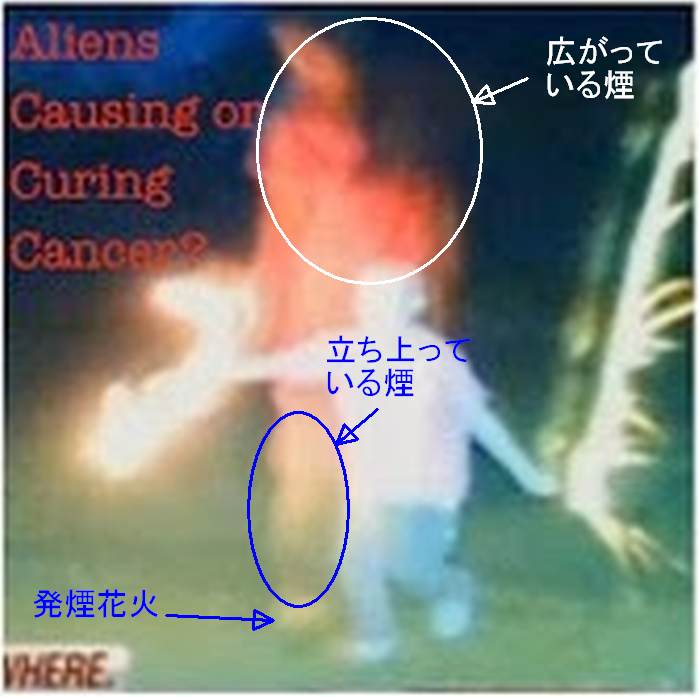 Aliens
Causing or
Curing
Cancer?
広がって
いる煙
立ち上って
いる煙
発煙花火
WHERE.